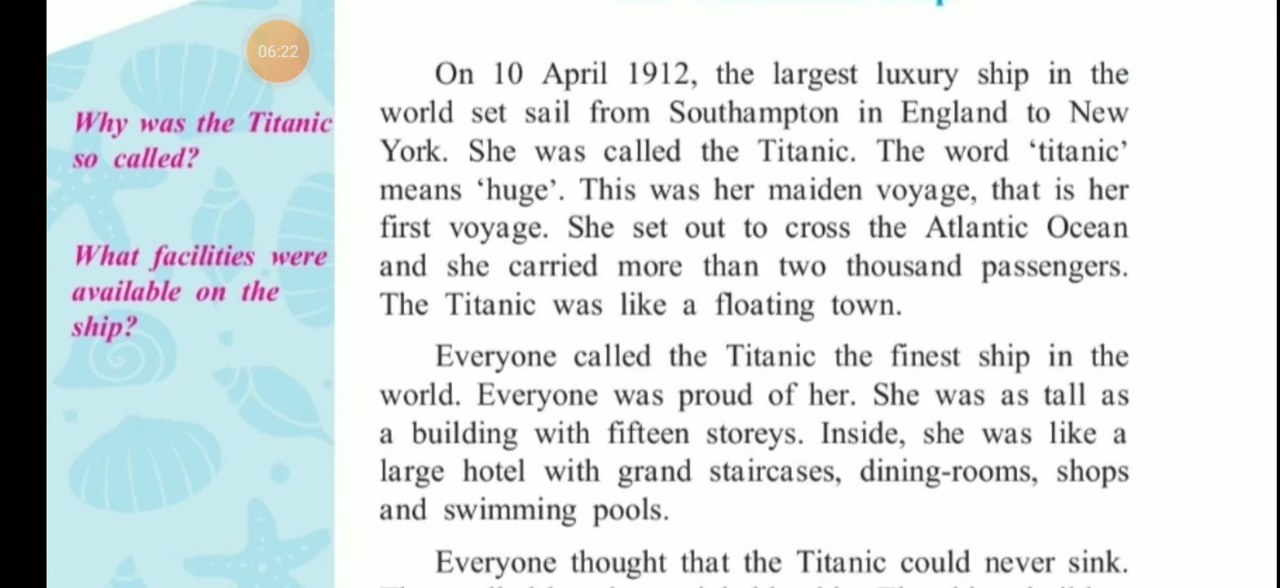 06:22
Why was the Titanic
so called?
What facilities were
available on the
ship?
On 10 April 1912, the largest luxury ship in the
world set sail from Southampton in England to New
York. She was called the Titanic. The word ‘titanic’
means ‘huge’. This was her maiden voyage, that is her
first voyage. She set out to cross the Atlantic Ocean
and she carried more than two thousand passengers.
The Titanic was like a floating town.
Everyone called the Titanic the finest ship in the
world. Everyone was proud of her. She was as tall as
a building with fifteen storeys. Inside, she was like a
large hotel with grand staircases, dining-rooms, shops
and swimming pools.
Everyone thought that the Titanic could never sink.